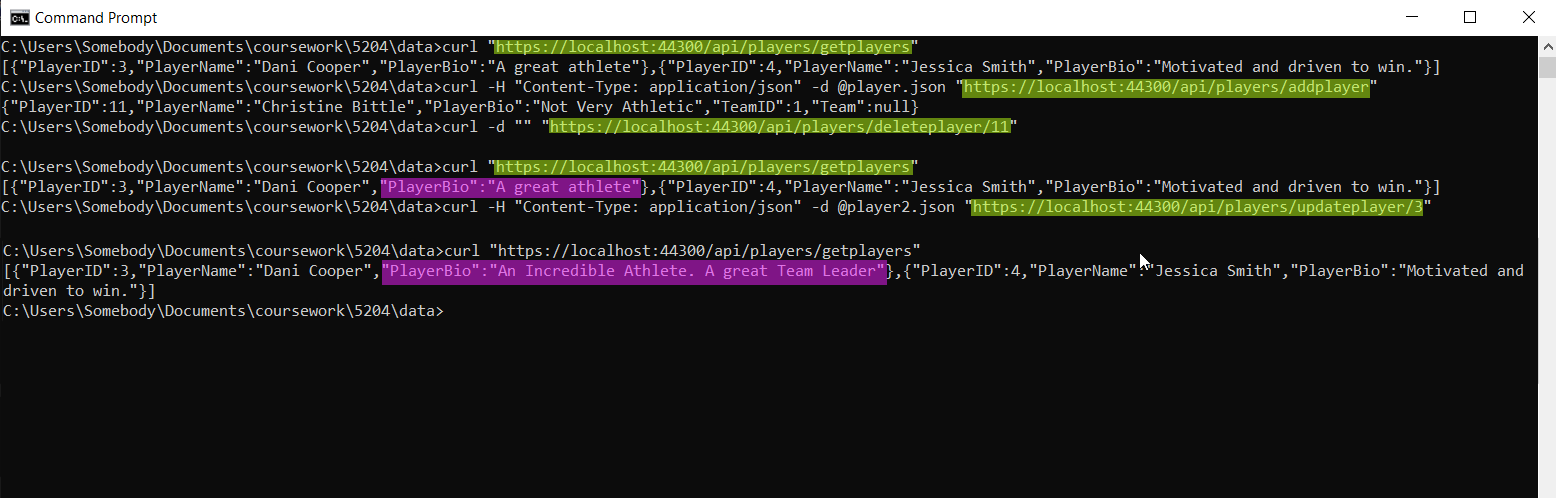 Command Prompt
C:\Users\Somebody\Documents\coursework\5204\data>curl "https://localhost:44300/api/players/getplayers"
[{"PlayerID":3,"PlayerName":"Dani Cooper","PlayerBio":"A great athlete"},{"PlayerID":4,"PlayerName":"Jessica Smith","PlayerBio":"Motivated and driven to win."}]
C:\Users\Somebody\Documents\coursework\5204\data>curl -H "Content-Type: application/json" -d @player.json "https://localhost:44300/api/players/addplayer"
{"PlayerID":11,"PlayerName":"Christine Bittle","PlayerBio":"Not Very Athletic","TeamID":1,"Team":null}
C:\Users\Somebody\Documents\coursework\5204\data>curl -d "" "https://localhost:44300/api/players/deleteplayer/11"
C:\Users\Somebody\Documents\coursework\5204\data>curl "https://localhost:44300/api/players/getplayers"
[{"PlayerID":3,"PlayerName":"Dani Cooper","PlayerBio":"A great athlete"},{"PlayerID":4,"PlayerName":"Jessica Smith","PlayerBio":"Motivated and driven to win."}]
C:\Users\Somebody\Documents\coursework\5204\data>curl -H "Content-Type: application/json" -d @player2.json "https://localhost:44300/api/players/updateplayer/3"
C:\Users\Somebody\Documents\coursework\5204\data>curl "https://localhost:44300/api/players/getplayers"
[{"PlayerID":3,"PlayerName":"Dani Cooper","PlayerBio":"An Incredible Athlete. A great Team Leader"},{"PlayerID":4,"PlayerName":"Jessica Smith","PlayerBio":"Motivated and
driven to win."}]
C:\Users\Somebody\Documents\coursework\5204\data>